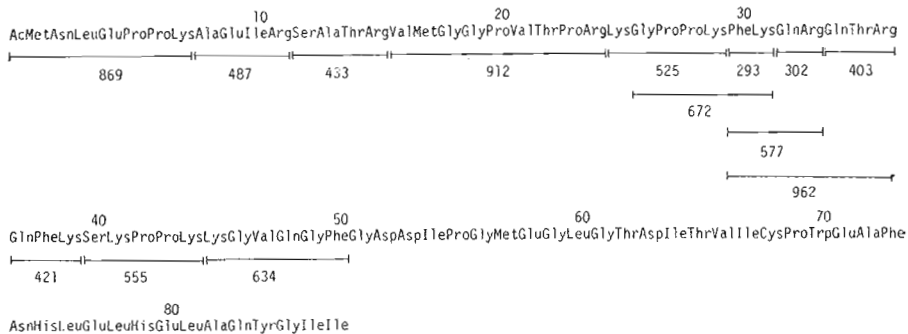 10 20 30
AcMetAsnLeuGluProProLysAlaGluIleArgSerAlaThrArgValMetGlyGlyProValThrProArgLysGlyProProLysPheLysGlnArgGlnThrArg
869 487 433 912 525 293 302 403
672
577
962
40 50 60 70
GlnPheLysSerLysProProLysLysGlyValGlnGlyPheGlyAspAspIleProGlyMetGluGlyLeuGlyThrAspIleThrValIleCysProTrpGluAlaPhe
421 555 634
80
AsnHisLeuGluLeuHisGluLeuAlaGlnTyrGlyIleIle